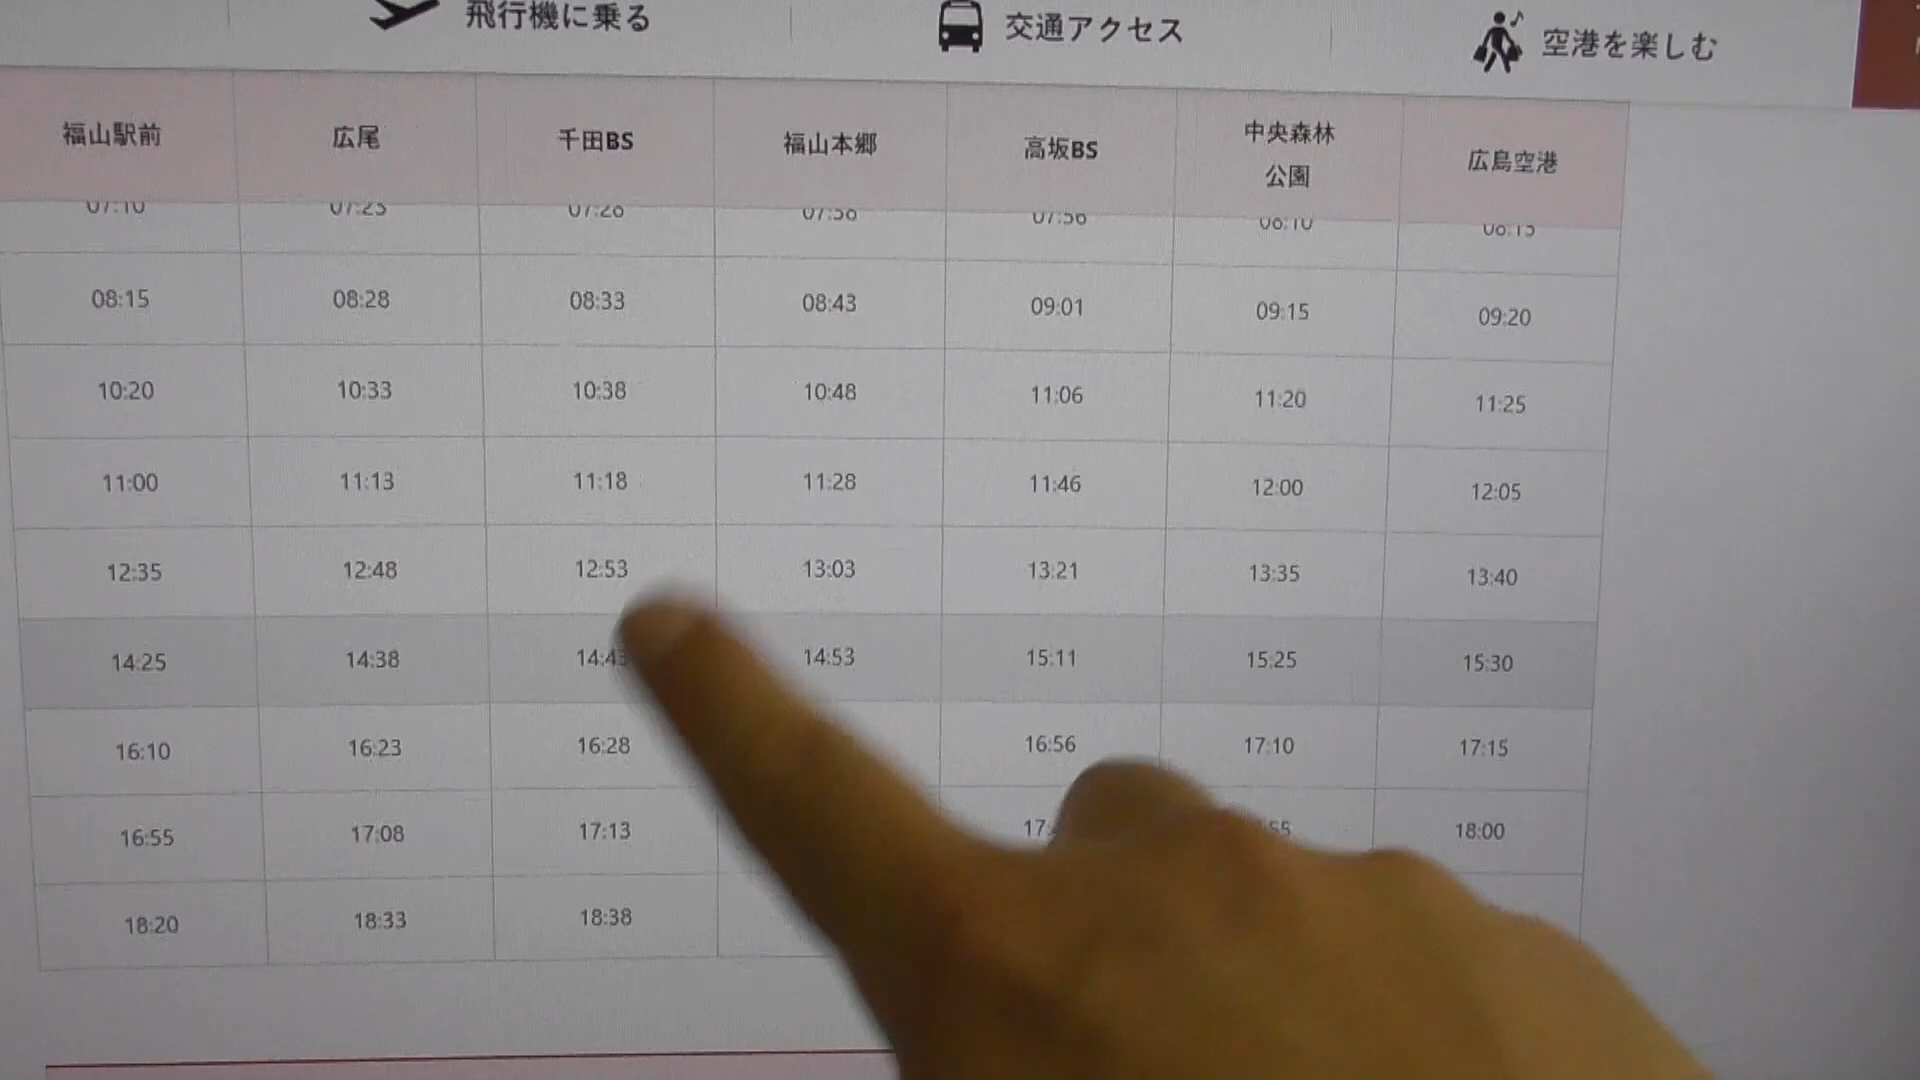 飛行機に乗る 交通アクセス 空港を楽しむ
福山駅前 広尾 千田BS 福山本郷 高坂BS 中央森林 広島空港
公園
08:15 08:28 08:33 08:43 09:01 09:15 09:20
10:20 10:33 10:38 10:48 11:06 11:20 11:25
11:00 11:13 11:18 11:28 11:46 12:00 12:05
12:35 12:48 12:53 13:03 13:21 13:35 13:40
14:25 14:38 14:43 14:53 15:11 15:25 15:30
16:10 16:23 16:28 16:56 17:10 17:15
16:55 17:08 17:13 18:00
18:20 18:33 18:38